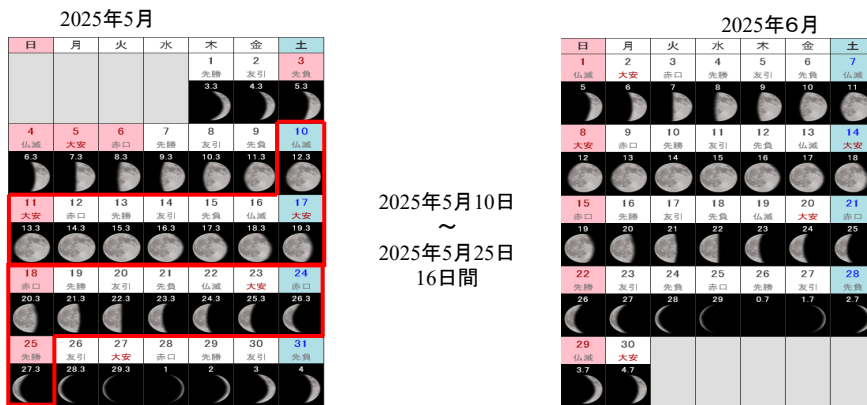 2025年5月
日 月 火 水 木 金 土
1 2 3
先勝 友引 先負
3.3 4.3 5.3
4 5 6 7 8 9 10
仏滅 大安 赤口 先勝 友引 先負 仏滅
6.3 7.3 8.3 9.3 10.3 11.3 12.3
11 12 13 14 15 16 17
大安 赤口 先勝 友引 先負 仏滅 大安
13.3 14.3 15.3 16.3 17.3 18.3 19.3
18 19 20 21 22 23 24
赤口 先勝 友引 先負 仏滅 大安 赤口
20.3 21.3 22.3 23.3 24.3 25.3 26.3
25 26 27 28 29 30 31
先勝 友引 大安 赤口 先勝 友引 先負
27.3 28.3 29.3 1 2 3 4
2025年5月10日
~
2025年5月25日
16日間
2025年6月
日 月 火 水 木 金 土
1 2 3 4 5 6 7
仏滅 大安 赤口 先勝 友引 先負 仏滅
5 6 7 8 9 10 11
8 9 10 11 12 13 14
大安 赤口 先勝 友引 先負 仏滅 大安
12 13 14 15 16 17 18
15 16 17 18 19 20 21
赤口 先勝 友引 先負 仏滅 大安 赤口
19 20 21 22 23 24 25
22 23 24 25 26 27 28
先勝 友引 先負 赤口 先勝 友引 先負
26 27 28 29 0.7 1.7 2.7
29 30
仏滅 大安
3.7 4.7